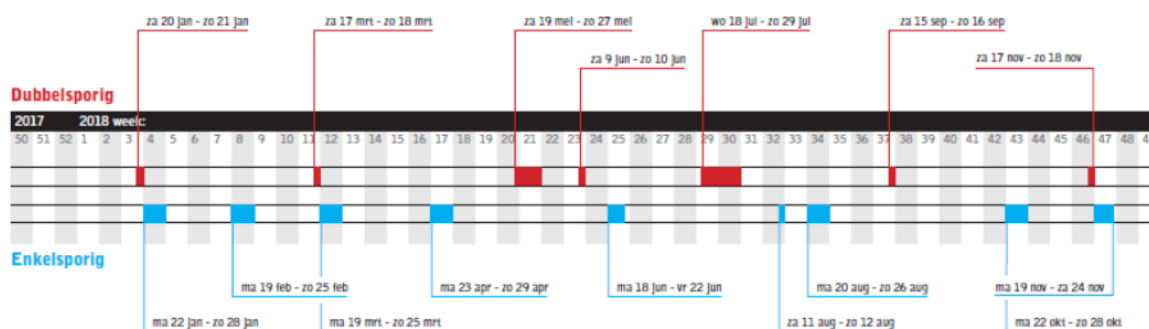 za 20 jan - zo 21 jan za 17 mrt - zo 18 mrt za 19 mei - zo 27 mei wo 18 jul - zo 29 jul za 15 sep - zo 16 sep
za 9 jun - zo 10 jun za 17 nov - zo 18 nov
Dubbelsporig
2017 2018 week:
50 51 52 1 2 3 4 5 6 7 8 9 10 11 12 13 14 15 16 17 18 19 20 21 22 23 24 25 26 27 28 29 30 31 32 33 34 35 36 37 38 39 40 41 42 43 44 45 46 47 48
Enkelsporig
ma 19 feb - zo 25 feb ma 23 apr - zo 29 apr ma 18 jun - vr 22 jun ma 20 aug - zo 26 aug ma 19 nov - za 24 nov
ma 22 jan - zo 28 jan ma 19 mrt - zo 25 mrt za 11 aug - zo 12 aug ma 22 okt - zo 28 okt